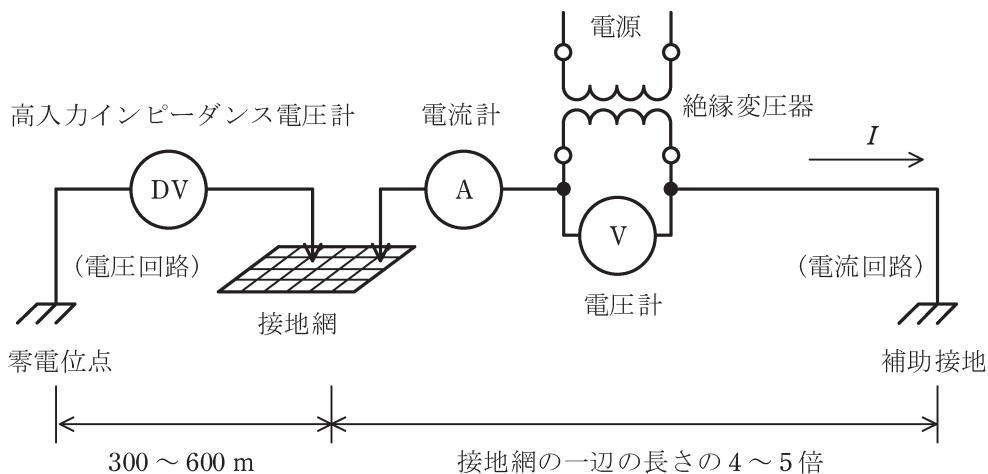 電源
高入力インピーダンス電圧計
電流計
絶縁変圧器
I
DV
A
V
(電圧回路)
(電流回路)
電圧計
接地網
零電位点
補助接地
300～600 m
接地網の一辺の長さの4～5倍